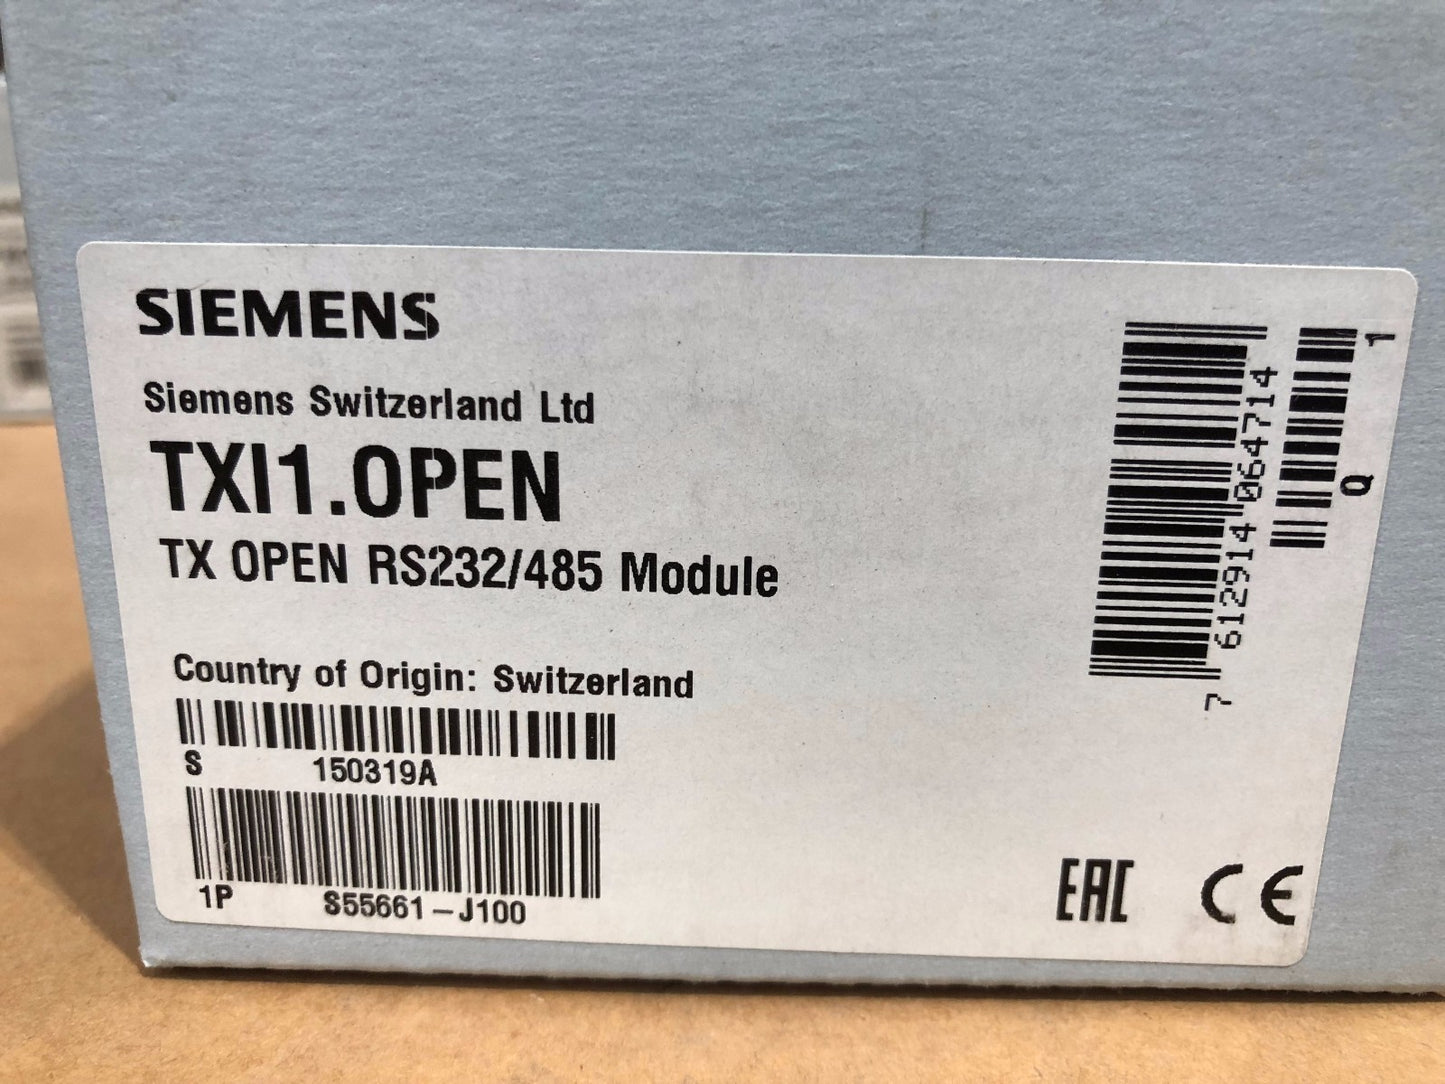 SIEMENS
Siemens Switzerland Ltd
TXI1.OPEN
TX OPEN RS232/485 Module
Country of Origin: Switzerland
S 150319A
1P S55661-J100
7 612914 064714
Q 1
EAC CE